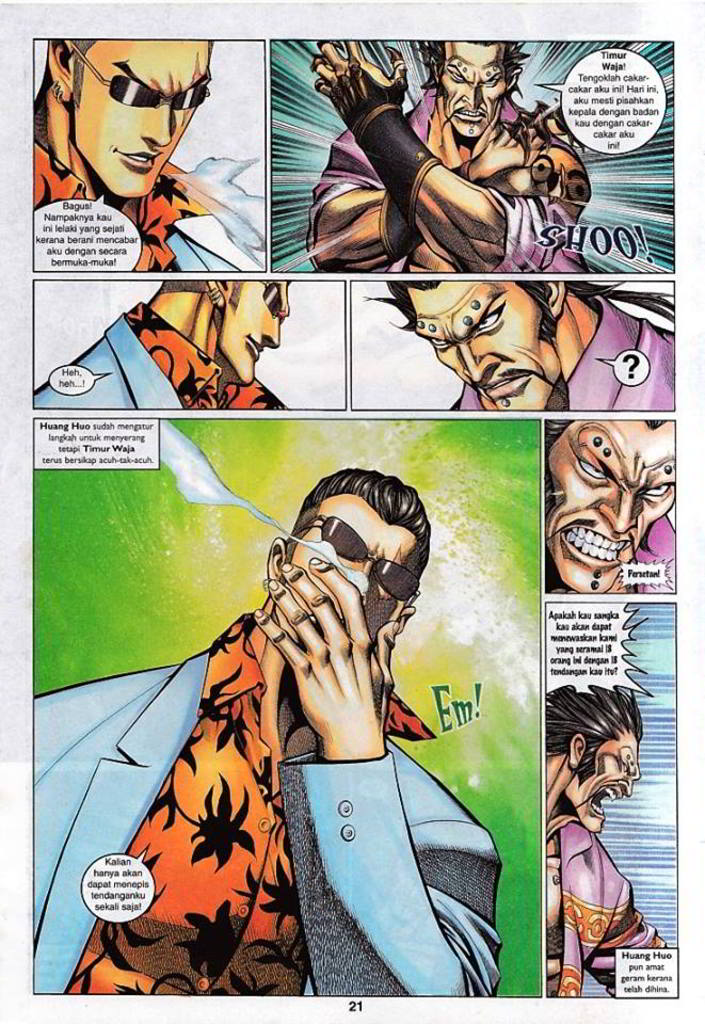 Bagus!
Nampaknya kau
ini lelaki yang sejati
kerana berani mencabar
aku dengan secara
bermuka-muka!
Timur
Waja!
Tengoklah cakar-
cakar aku ini! Hari ini,
aku mesti pisahkan
kepala dengan badan
kau dengan cakar-
cakar aku
ini!
SHOO!
Heh,
heh...!
?
Huang Huo sudah mengatur
langkah untuk menyerang
tetapi Timur Waja
terus bersikap acuh-tak-acuh.
Em!
Kalian
hanya akan
dapat menepis
tendanganku
sekali saja!
Persetan!
Apakah kau sangka
kau akan dapat
menewaskan kami
yang seramai 18
orang ini dengan 18
tendang kau itu?
Huang Huo
pun amat
geram kerana
telah dihina.
21